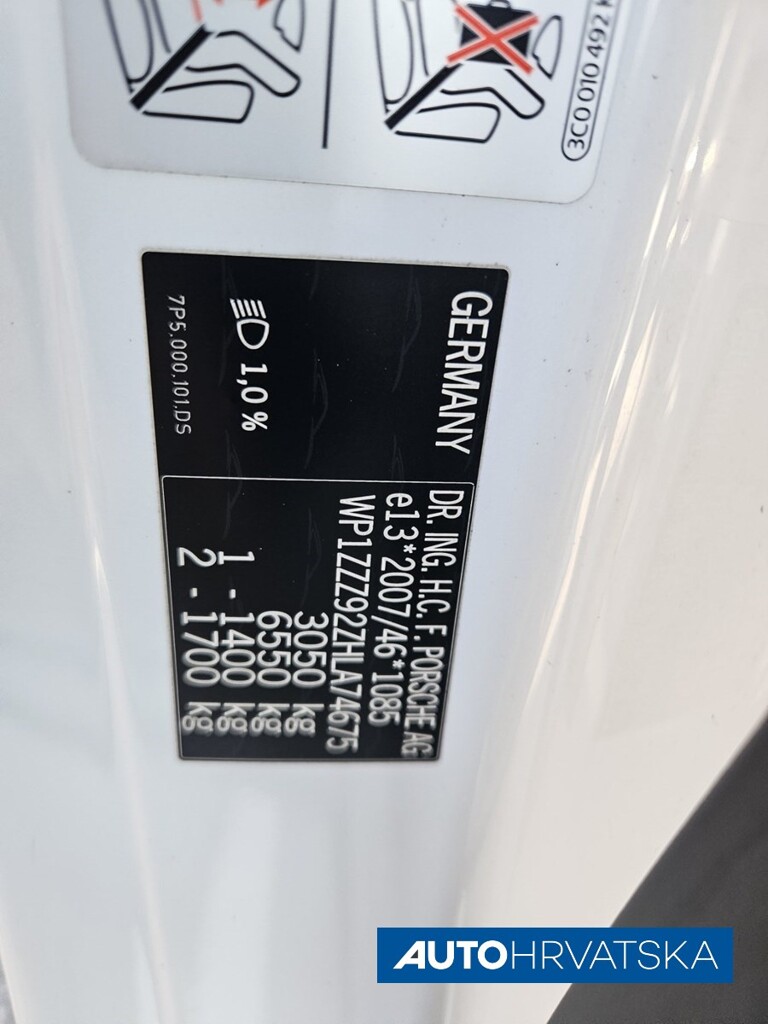 3C0 010 492
GERMANY
1,0%
7P5.000.101.DS
DR. ING. H.C. F. PORSCHE AG
e13*2007/46*1085
WP1ZZZ92ZHLA74675
3050 kg
6550 kg
1 - 1400 kg
2 - 1700 kg
AUTOHRVATSKA